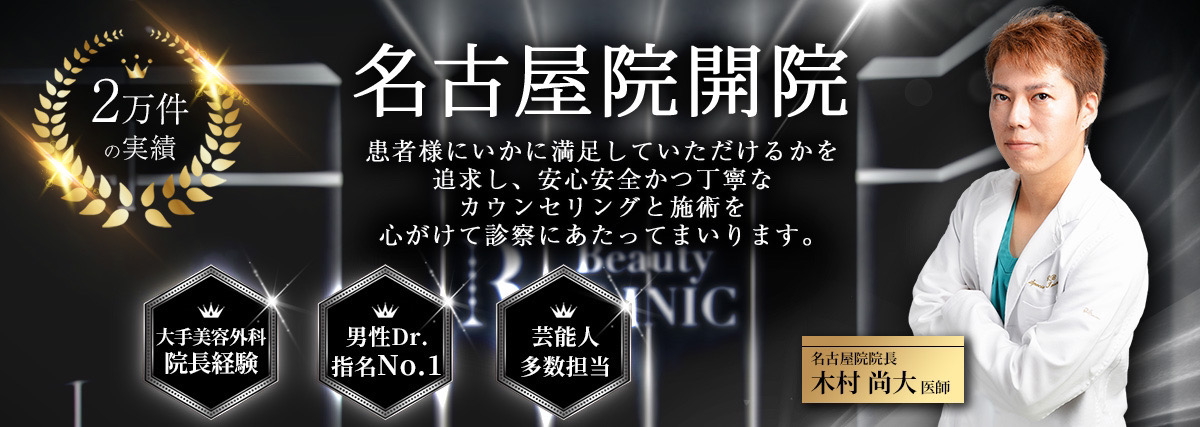 2万件
の実績
名古屋院開院
患者様にいかに満足していただけるかを
追求し、安心安全かつ丁寧な
カウンセリングと施術を
心がけて診察にあたってまいります。
Beauty
大手美容外科
院長経験
男性Dr.
指名No.1
芸能人
多数担当
名古屋院院長
木村 尚大 医師